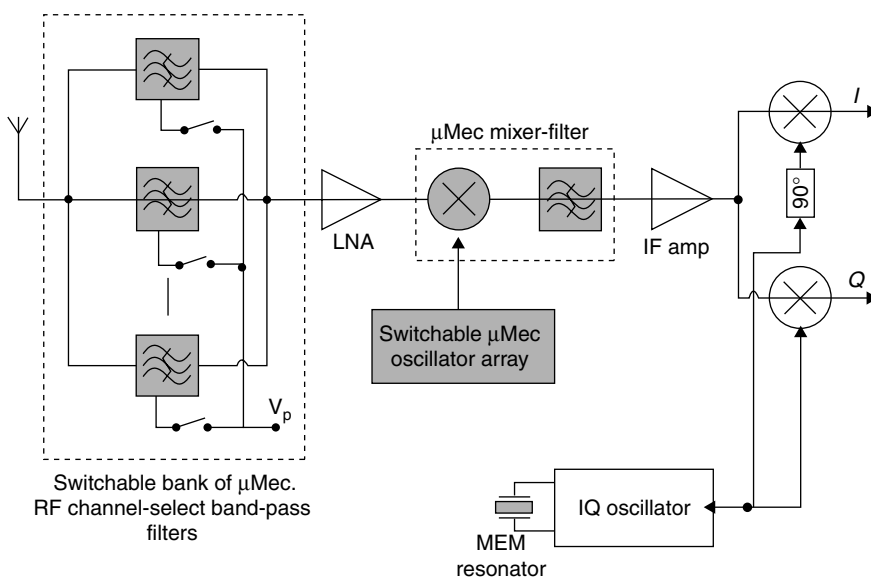 I
μMec mixer-filter
90°
LNA
IF amp
Q
Switchable μMec
oscillator array
Vp
Switchable bank of μMec.
RF channel-select band-pass
filters
IQ oscillator
MEM
resonator